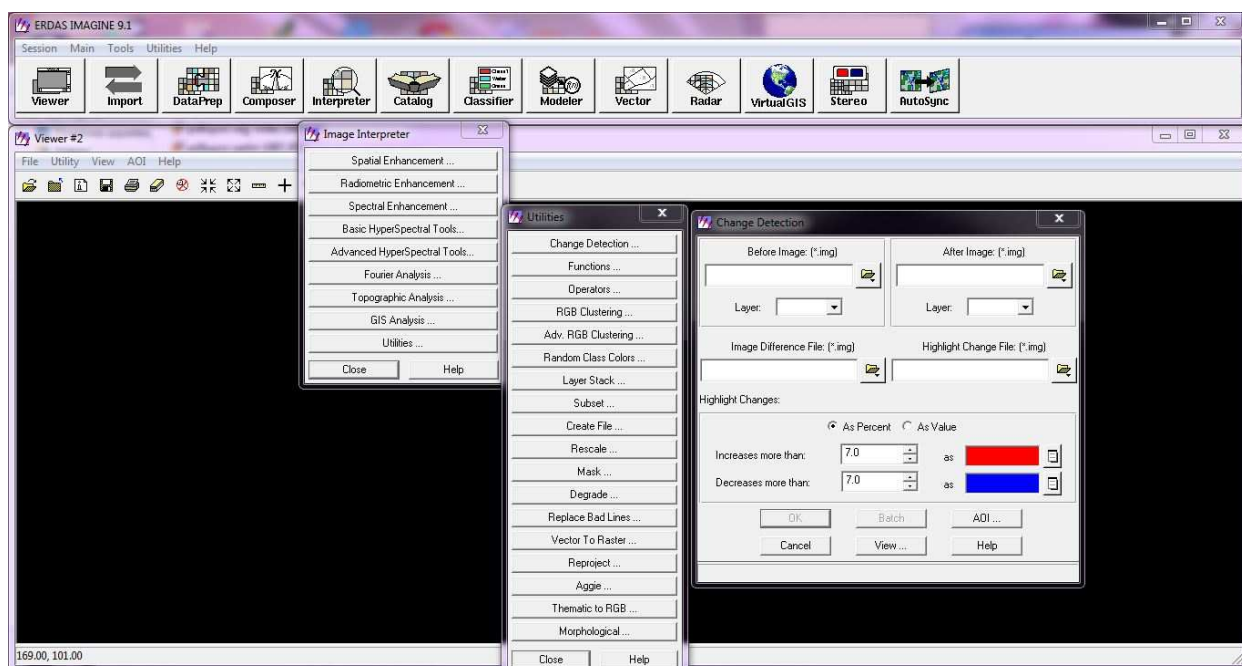 ERDAS IMAGINE 9.1
Session Main Tools Utilities Help
Viewer Import DataPrep Composer Interpreter Catalog Classifier Modeler Vector Radar VirtualGIS Stereo AutoSync
Viewer #2
File Utility View AOI Help
Image Interpreter
Spatial Enhancement ...
Radiometric Enhancement ...
Spectral Enhancement ...
Basic HyperSpectral Tools...
Advanced HyperSpectral Tools...
Fourier Analysis ...
Topographic Analysis ...
GIS Analysis ...
Utilities ...
Close Help
Utilities
Change Detection ...
Functions ...
Operators ...
RGB Clustering ...
Adv. RGB Clustering ...
Random Class Colors ...
Layer Stack ...
Subset ...
Create File ...
Rescale ...
Mask ...
Degrade ...
Replace Bad Lines ...
Vector To Raster ...
Reproject ...
Aggie ...
Thematic to RGB ...
Morphological ...
Close Help
Change Detection
Before Image: (*.img) After Image: (*.img)
Layer: Layer:
Image Difference File: (*.img) Highlight Change File: (*.img)
Highlight Changes:
As Percent As Value
Increases more than: 7.0 as
Decreases more than: 7.0 as
OK Batch AOI ...
Cancel View ... Help
169.00, 101.00